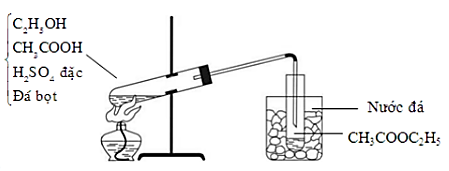 C₂H₅OH
CH₃COOH
H₂SO₄ đặc
Đá bọt
Nước đá
CH3COOC2H5